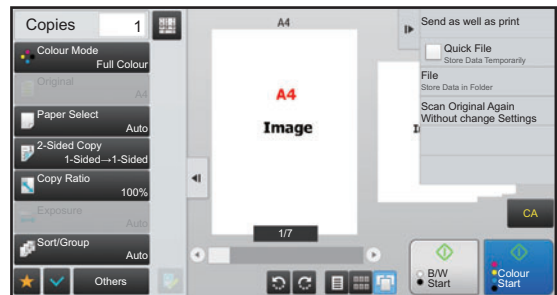 Copies 1
Colour Mode
Full Colour
Original
A4
Paper Select
Auto
2-Sided Copy
1-Sided→1-Sided
Copy Ratio
100%
Exposure
Auto
Sort/Group
Auto
Others
A4
A4
Image
1/7
Send as well as print
Quick File
Store Data Temporarily
File
Store Data in Folder
Scan Original Again
Without change Settings
CA
B/W
Start
Colour
Start